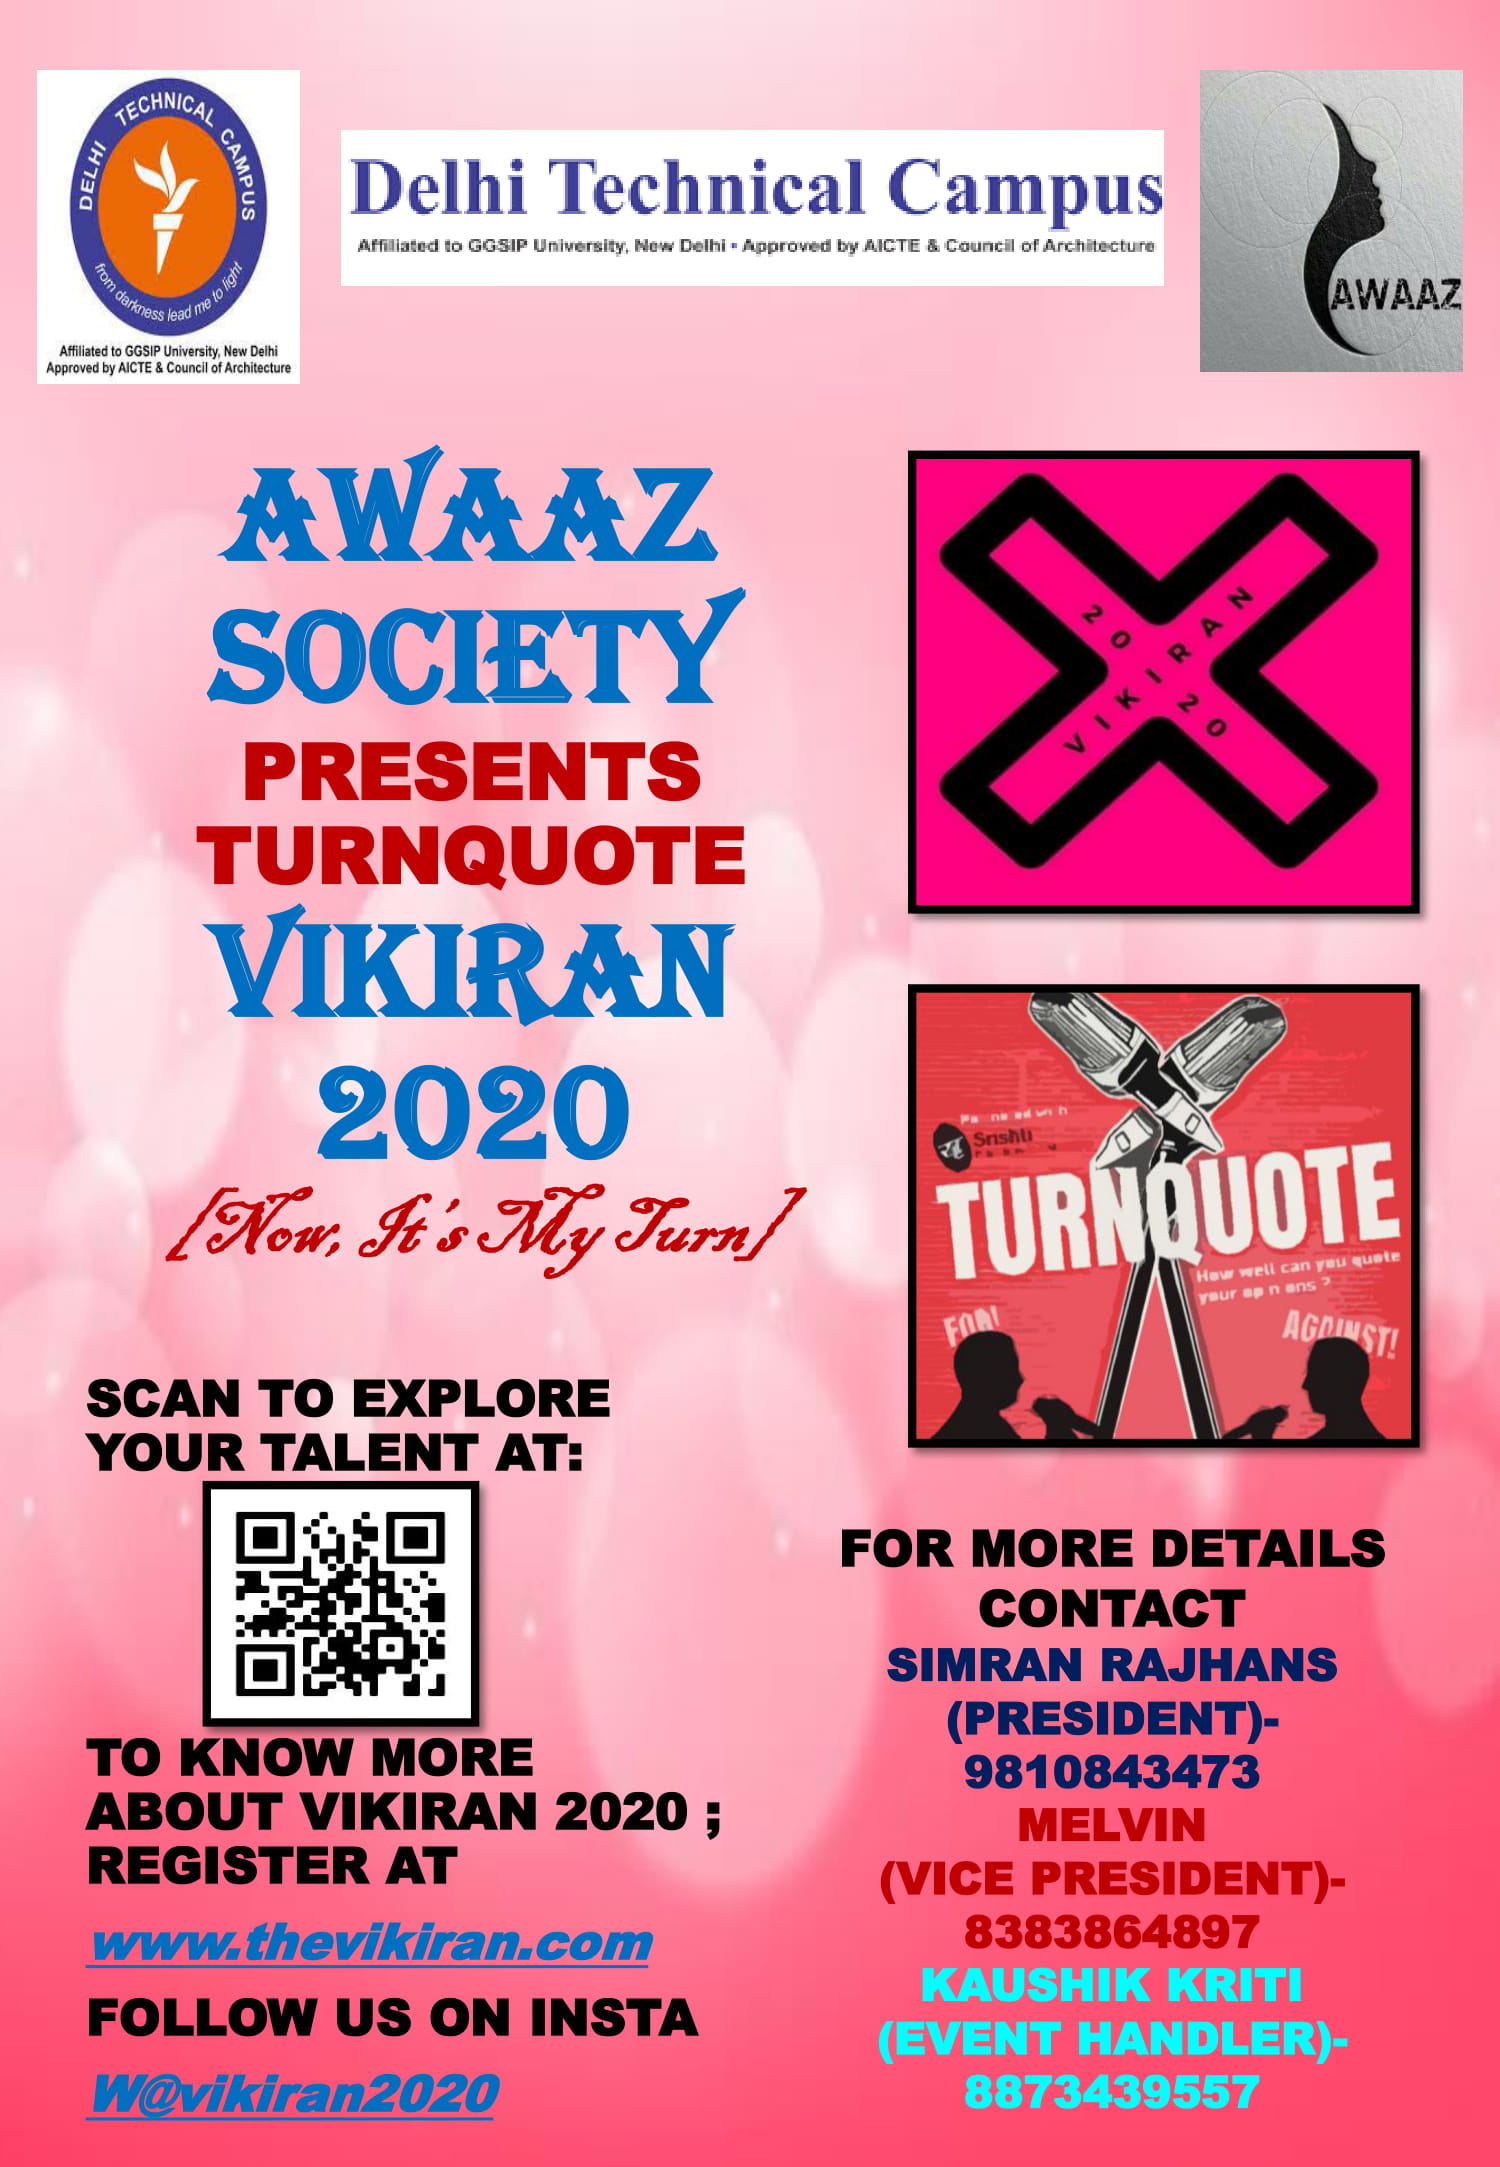 DELHI TECHNICAL CAMPUS
from darkness lead me to light
Affiliated to GGSIP University, New Delhi
Approved by AICTE & Council of Architecture
Delhi Technical Campus
Affiliated to GGSIP University, New Delhi • Approved by AICTE & Council of Architecture
AWAAZ
AWAAZ
SOCIETY
PRESENTS
TURNQUOTE
VIKIRAN
2020
[Now, It's My Turn]
20 20
VIKIRAN
Srishti
TURNQUOTE
How well can you quote
your
FOR!
AGAINST!
SCAN TO EXPLORE
YOUR TALENT AT:
TO KNOW MORE
ABOUT VIKIRAN 2020 ;
REGISTER AT
www.thevikiran.com
FOLLOW US ON INSTA
W@vikiran2020
FOR MORE DETAILS
CONTACT
SIMRAN RAJHANS
(PRESIDENT)-
9810843473
MELVIN
(VICE PRESIDENT)-
8383864897
KAUSHIK KRITI
(EVENT HANDLER)-
8873439557